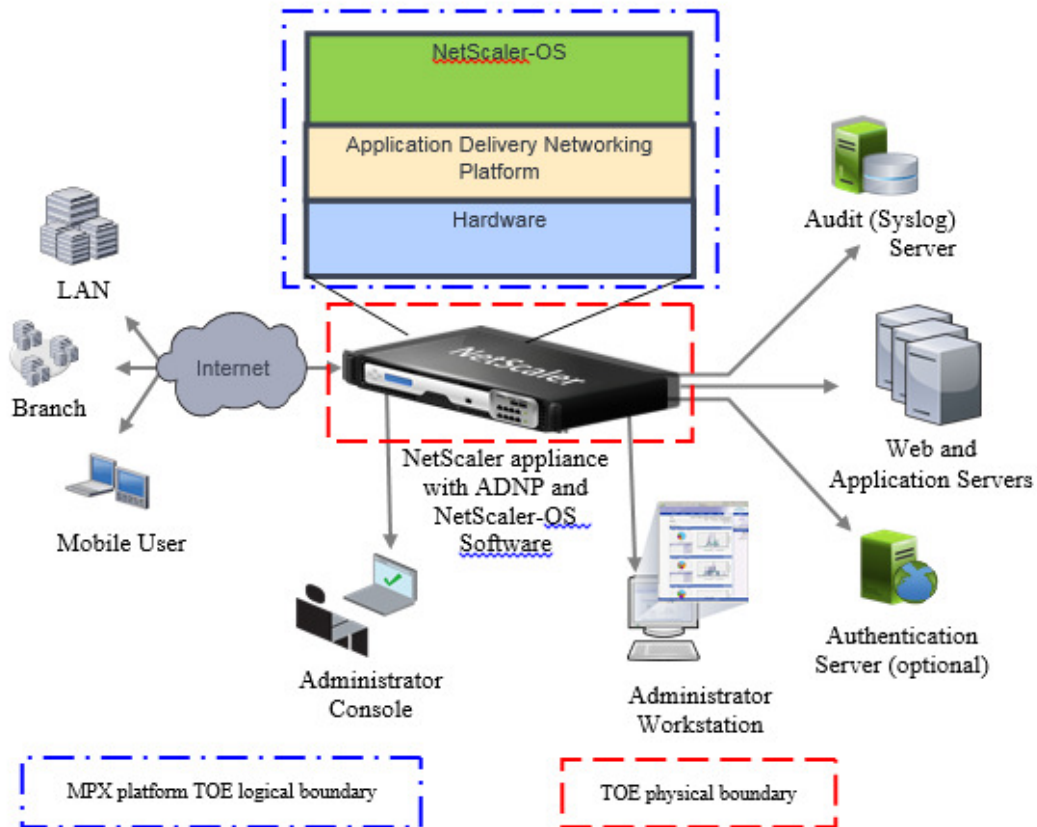 NetScaler-OS
Application Delivery Networking
Platform
Hardware
LAN
Branch
Mobile User
Internet
NetScaler
NetScaler appliance
with ADNP and
NetScaler-OS
Software
Administrator
Console
Administrator
Workstation
Audit (Syslog)
Server
Web and
Application Servers
Authentication
Server (optional)
MPX platform TOE logical boundary
TOE physical boundary